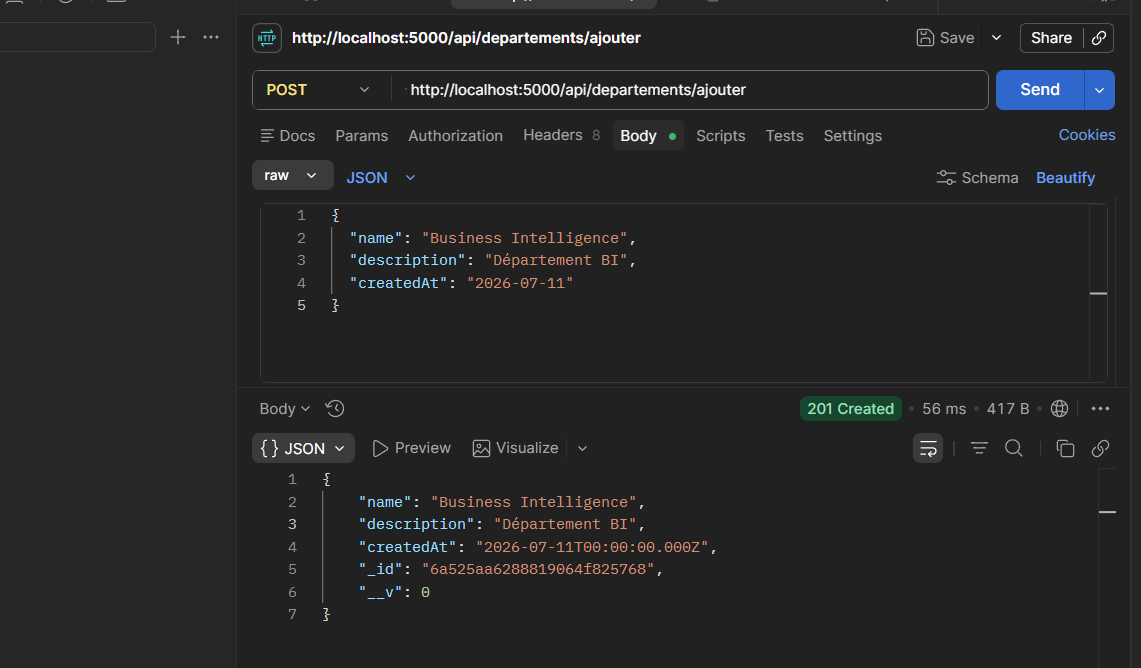 HTTP http://localhost:5000/api/departements/ajouter Save Share
POST http://localhost:5000/api/departements/ajouter Send
Docs Params Authorization Headers 8 Body Scripts Tests Settings Cookies
raw JSON Schema Beautify
1 {
2 "name": "Business Intelligence",
3 "description": "Département BI",
4 "createdAt": "2026-07-11"
5 }
Body 201 Created 56 ms 417 B
{} JSON Preview Visualize
1 {
2 "name": "Business Intelligence",
3 "description": "Département BI",
4 "createdAt": "2026-07-11T00:00:00.000Z",
5 "_id": "6a525aa6288819064f825768",
6 "__v": 0
7 }